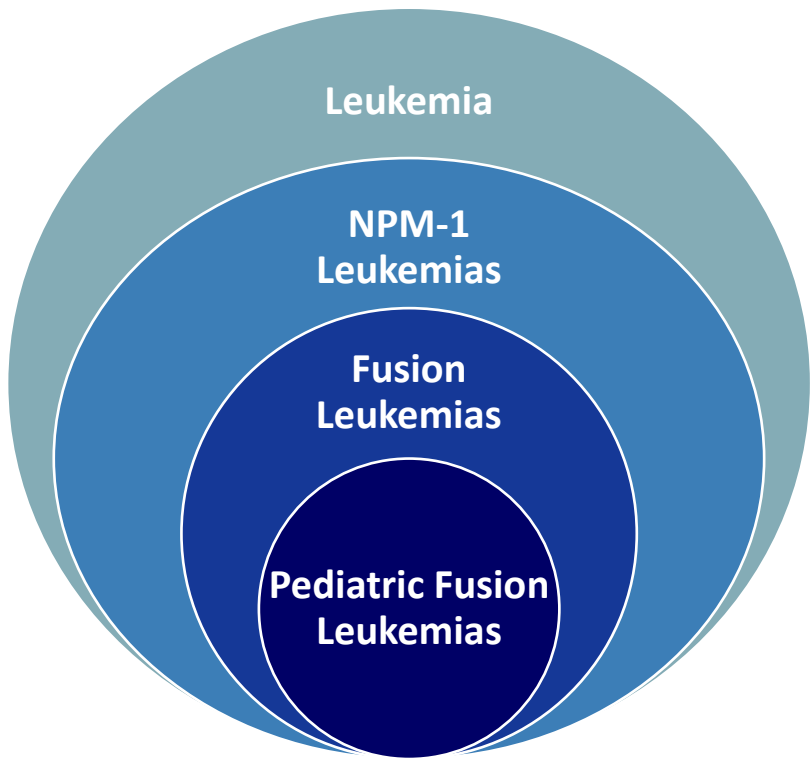 Leukemia
NPM-1
Leukemias
Fusion
Leukemias
Pediatric Fusion
Leukemias